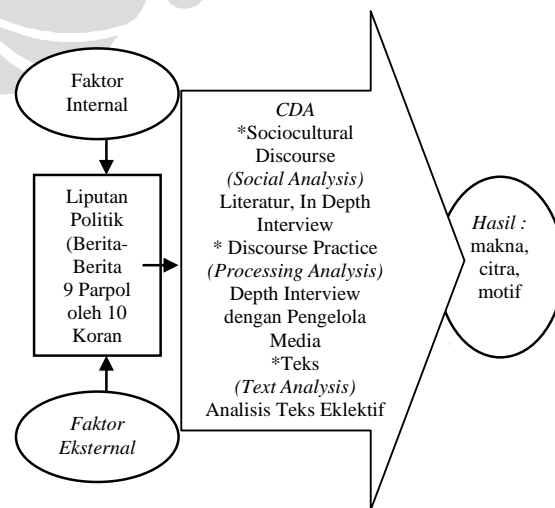 Faktor
Internal
Liputan
Politik
(Berita-
Berita
9 Parpol
oleh 10
Koran
Faktor
Eksternal
CDA
*Sociocultural
Discourse
(Social Analysis)
Literatur, In Depth
Interview
* Discourse Practice
(Processing Analysis)
Depth Interview
dengan Pengelola
Media
*Teks
(Text Analysis)
Analisis Teks Eklektif
Hasil :
makna,
citra,
motif